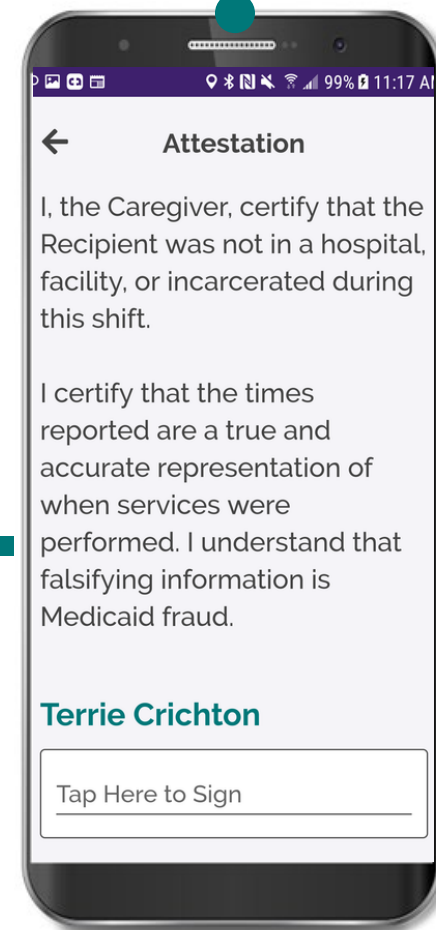 99% 11:17 AM
Attestation
I, the Caregiver, certify that the
Recipient was not in a hospital,
facility, or incarcerated during
this shift.
I certify that the times
reported are a true and
accurate representation of
when services were
performed. I understand that
falsifying information is
Medicaid fraud.
Terrie Crichton
Tap Here to Sign